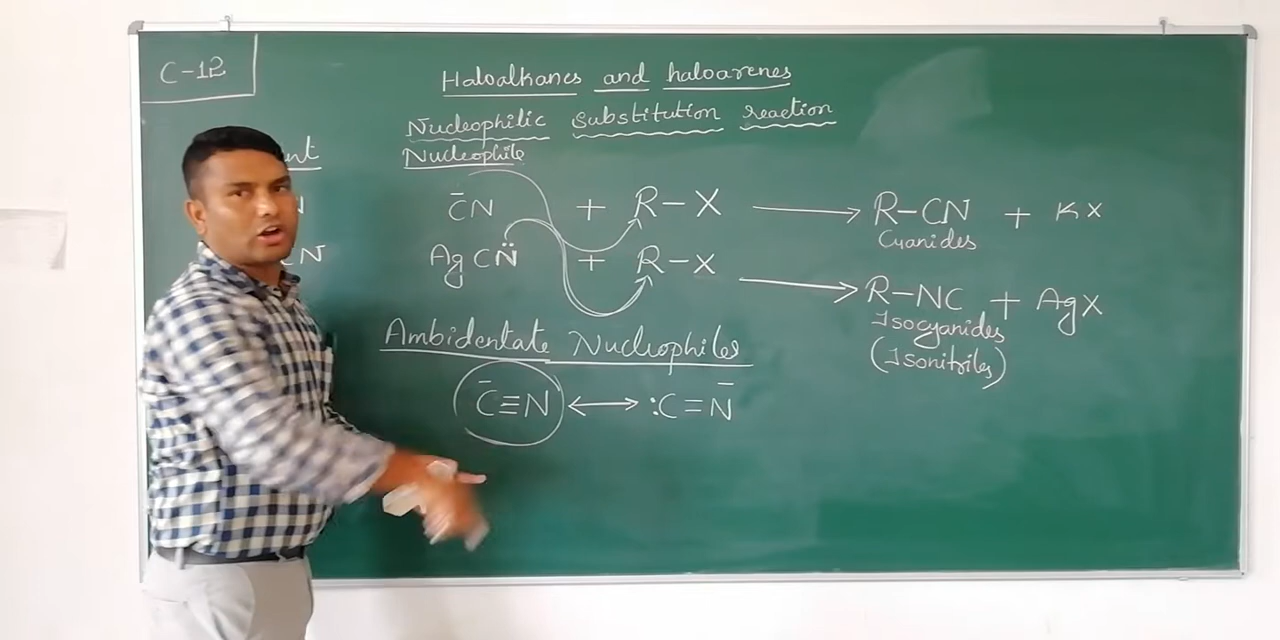 C-12
Haloalkanes and haloarenes
Nucleophilic substitution reaction
Nucleophile
C̄N + R-X ⟶ R-CN + KX
Cyanides
AgCN̈ + R-X ⟶ R-NC + AgX
Isocyanides
(Isonitriles)
Ambidentate Nucleophiles
C̄≡N ⟷ :C=N̄